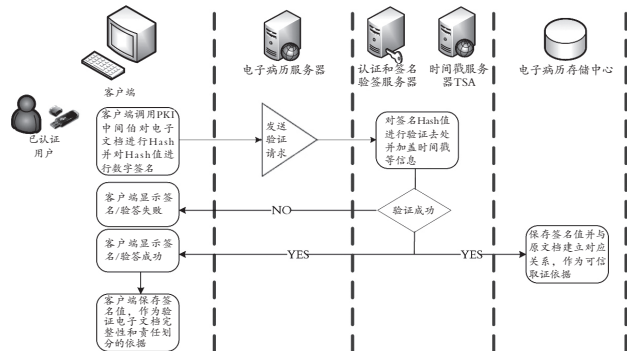 客户端
电子病历服务器
认证和签名
验签服务器
时间戳服务
器TSA
电子病历存储中心
已认证
用户
客户端调用PKI
中间伯对电子
文档进行Hash
并对Hash值进
行数字签名
发送
验证
请求
对签名Hash值
进行验证去处
并加盖时间戳
等信息
客户端显示签
名/验答失败
NO
验证成功
客户端显示签
名/验答成功
YES
YES
保存签名值并与
原文档建立对应
关系，作为可信
取证依据
客户端保存签
名值，作为验
证电子文档完
整性和责任划
分的依据